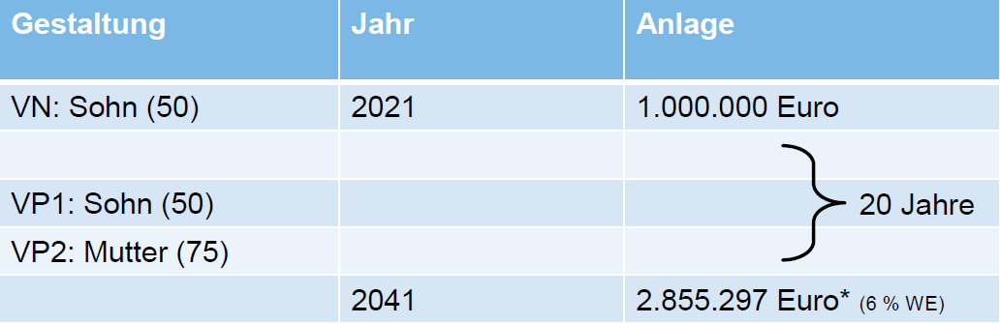 Gestaltung Jahr Anlage
VN: Sohn (50) 2021 1.000.000 Euro
VP1: Sohn (50) 20 Jahre
VP2: Mutter (75)
2041 2.855.297 Euro* (6 % WE)